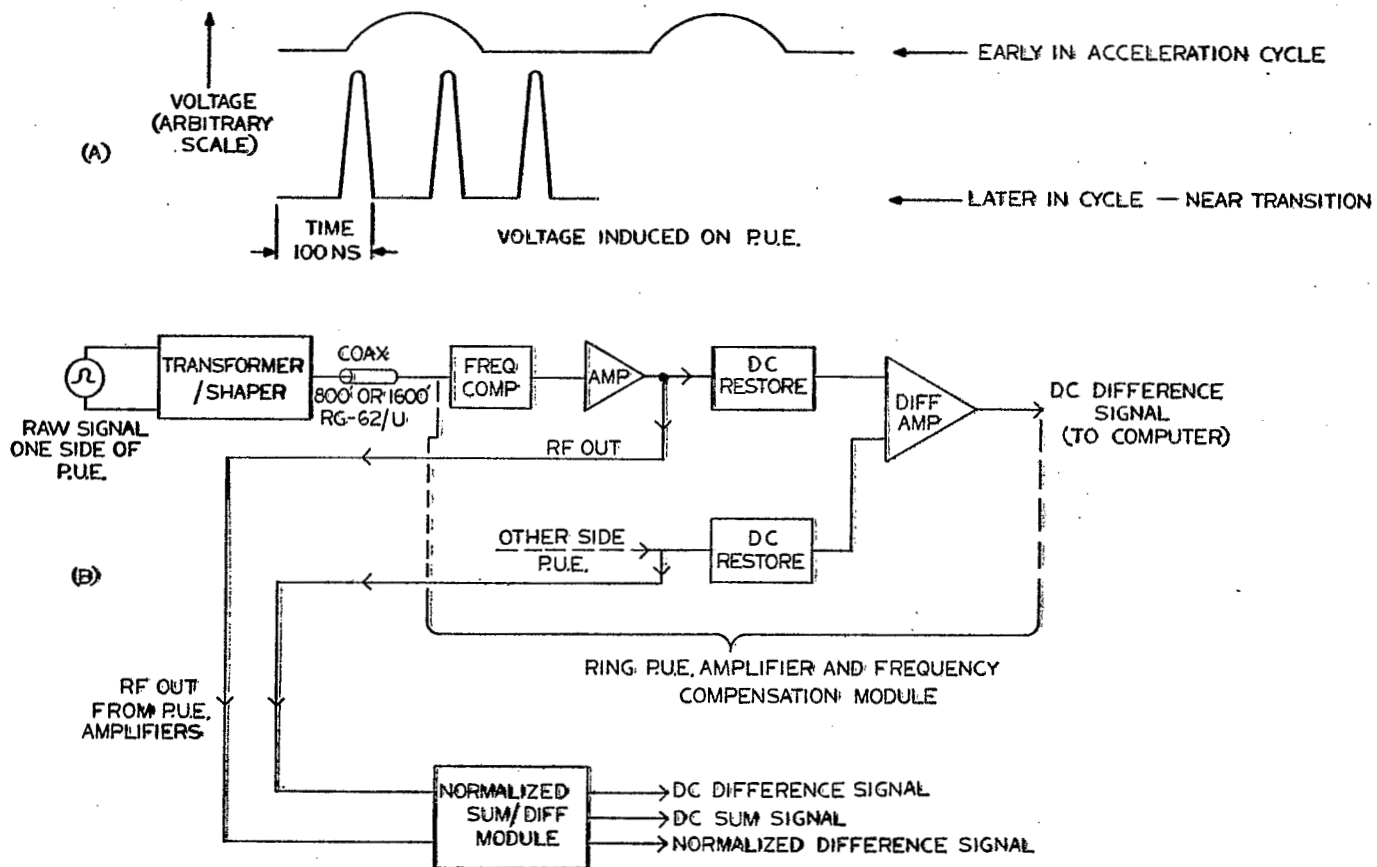 EARLY IN ACCELERATION CYCLE
VOLTAGE
(ARBITRARY
SCALE)
(A)
LATER IN CYCLE — NEAR TRANSITION
TIME
100NS
VOLTAGE INDUCED ON P.U.E.
TRANSFORMER
/SHAPER
COAX
800' OR 1600'
RG-62/U
FREQ
COMP
AMP
DC
RESTORE
DIFF
AMP
DC DIFFERENCE
SIGNAL
(TO COMPUTER)
RAW SIGNAL
ONE SIDE OF
P.U.E.
RF OUT
OTHER SIDE
P.U.E.
DC
RESTORE
(B)
RING P.U.E. AMPLIFIER AND FREQUENCY
COMPENSATION MODULE
RF OUT
FROM P.U.E.
AMPLIFIERS
NORMALIZED
SUM/DIFF
MODULE
DC DIFFERENCE SIGNAL
DC SUM SIGNAL
NORMALIZED DIFFERENCE SIGNAL